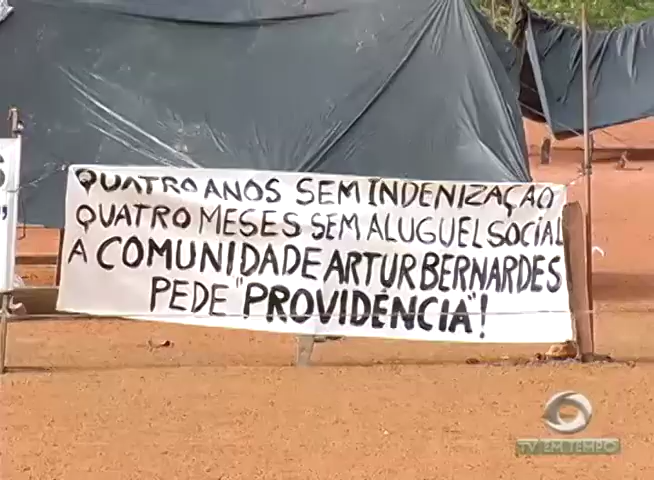 QUATRO ANOS SEM INDENIZAÇÃO
QUATRO MESES SEM ALUGUEL SOCIAL
A COMUNIDADE ARTUR BERNARDES
PEDE "PROVIDÊNCIA"!
TV EM TEMPO